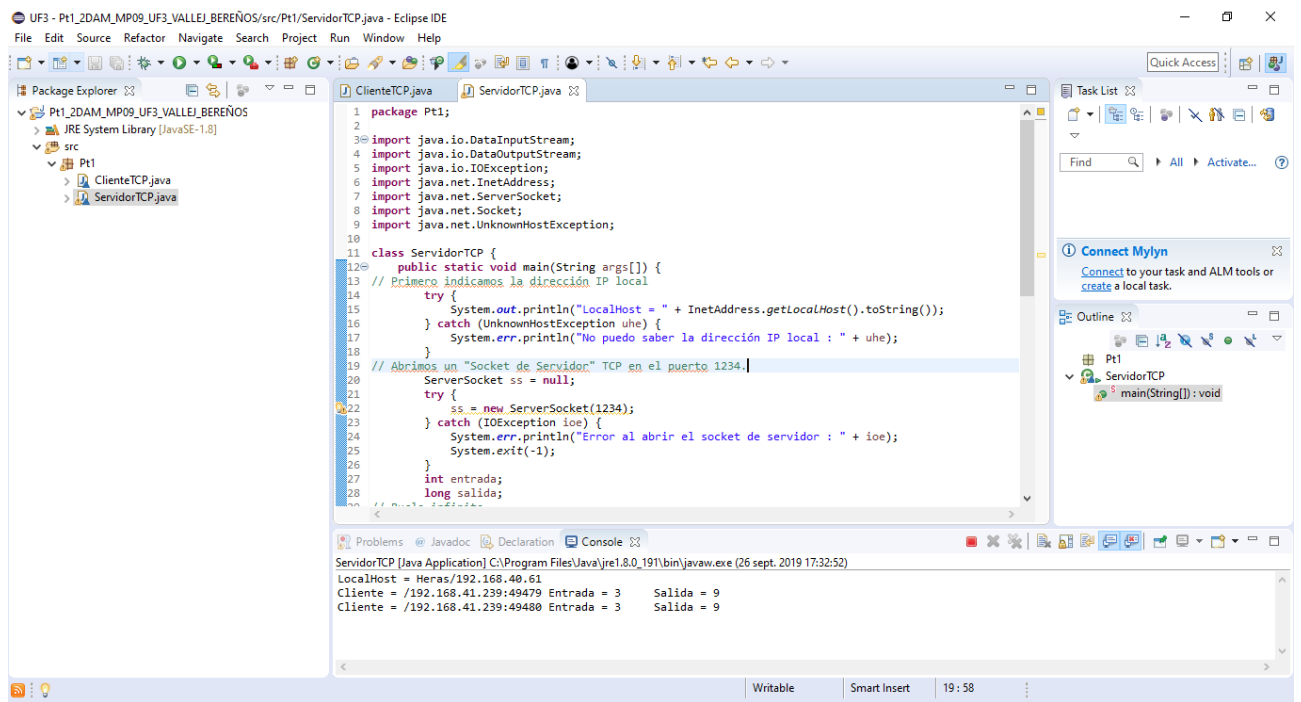 UF3 - Pt1_2DAM_MP09_UF3_VALLEJ_BEREÑOS/src/Pt1/ServidorTCP.java - Eclipse IDE
File Edit Source Refactor Navigate Search Project Run Window Help
Quick Access
Package Explorer
Pt1_2DAM_MP09_UF3_VALLEJ_BEREÑOS
JRE System Library [JavaSE-1.8]
src
Pt1
ClienteTCP.java
ServidorTCP.java
ClienteTCP.java ServidorTCP.java
1 package Pt1;
2
3 import java.io.DataInputStream;
4 import java.io.DataOutputStream;
5 import java.io.IOException;
6 import java.net.InetAddress;
7 import java.net.ServerSocket;
8 import java.net.Socket;
9 import java.net.UnknownHostException;
10
11 class ServidorTCP {
12 public static void main(String args[]) {
13 // Primero indicamos la dirección IP local
14 try {
15 System.out.println("LocalHost = " + InetAddress.getLocalHost().toString());
16 } catch (UnknownHostException uhe) {
17 System.err.println("No puedo saber la dirección IP local : " + uhe);
18 }
19 // Abrimos un "Socket de Servidor" TCP en el puerto 1234.
20 ServerSocket ss = null;
21 try {
22 ss = new ServerSocket(1234);
23 } catch (IOException ioe) {
24 System.err.println("Error al abrir el socket de servidor : " + ioe);
25 System.exit(-1);
26 }
27 int entrada;
28 long salida;
Task List
Find All Activate...
Connect Mylyn
Connect to your task and ALM tools or
create a local task.
Outline
Pt1
ServidorTCP
main(String[]) : void
Problems @ Javadoc Declaration Console
ServidorTCP [Java Application] C:\Program Files\Java\jre1.8.0_191\bin\javaw.exe (26 sept. 2019 17:32:52)
LocalHost = Heras/192.168.40.61
Cliente = /192.168.41.239:49479 Entrada = 3 Salida = 9
Cliente = /192.168.41.239:49480 Entrada = 3 Salida = 9
Writable Smart Insert 19 : 58